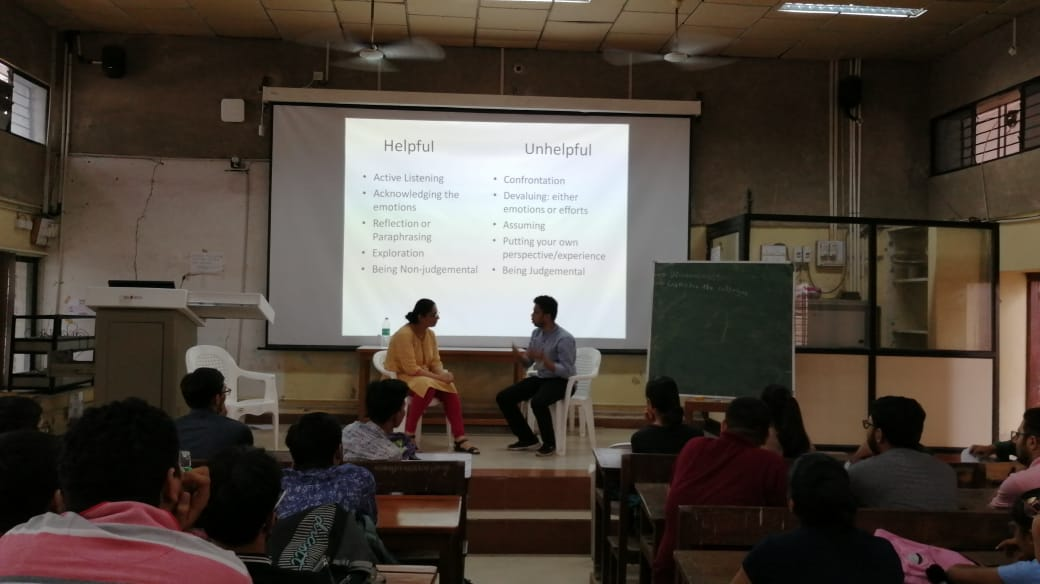 Helpful
• Active Listening
• Acknowledging the
emotions
• Reflection or
Paraphrasing
• Exploration
• Being Non-judgemental
Unhelpful
• Confrontation
• Devaluing: either
emotions or efforts
• Assuming
• Putting your own
perspective/experience
• Being Judgemental